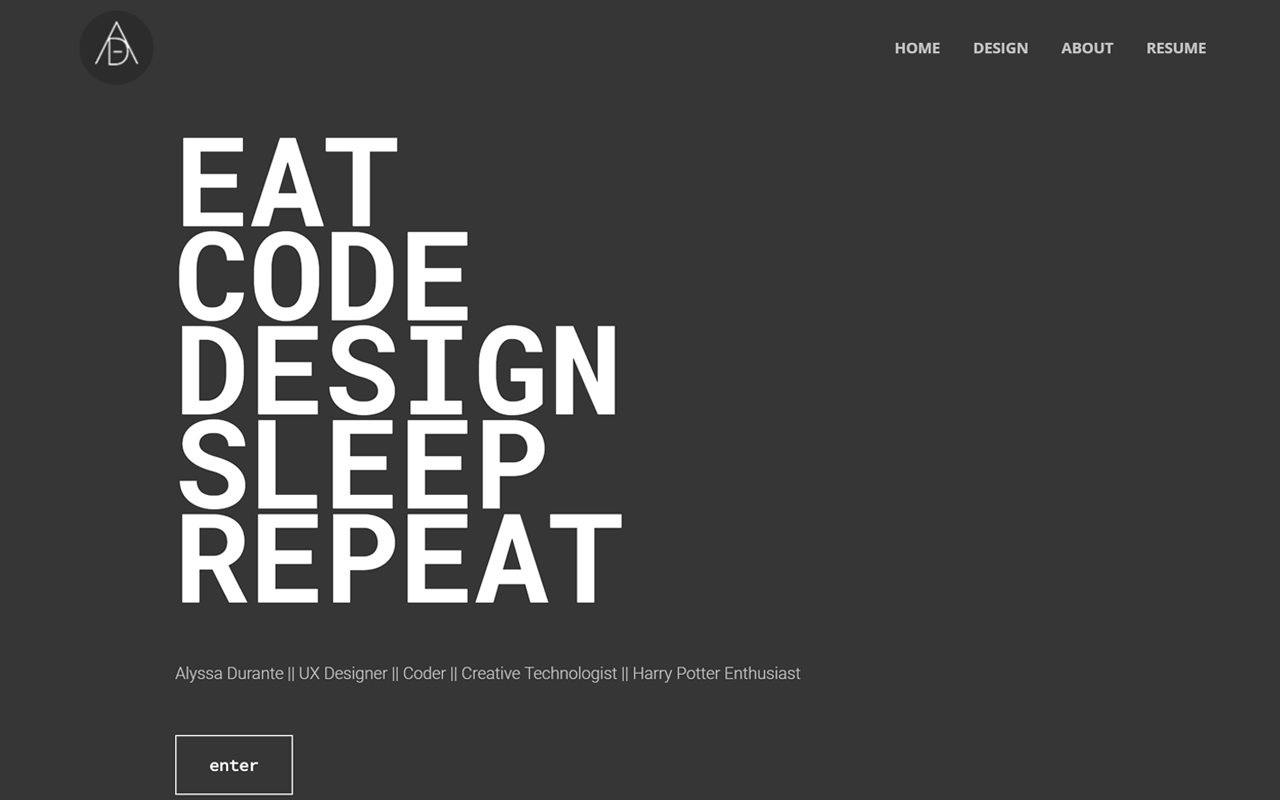 HOME DESIGN ABOUT RESUME
EAT
CODE
DESIGN
SLEEP
REPEAT
Alyssa Durante || UX Designer || Coder || Creative Technologist || Harry Potter Enthusiast
enter